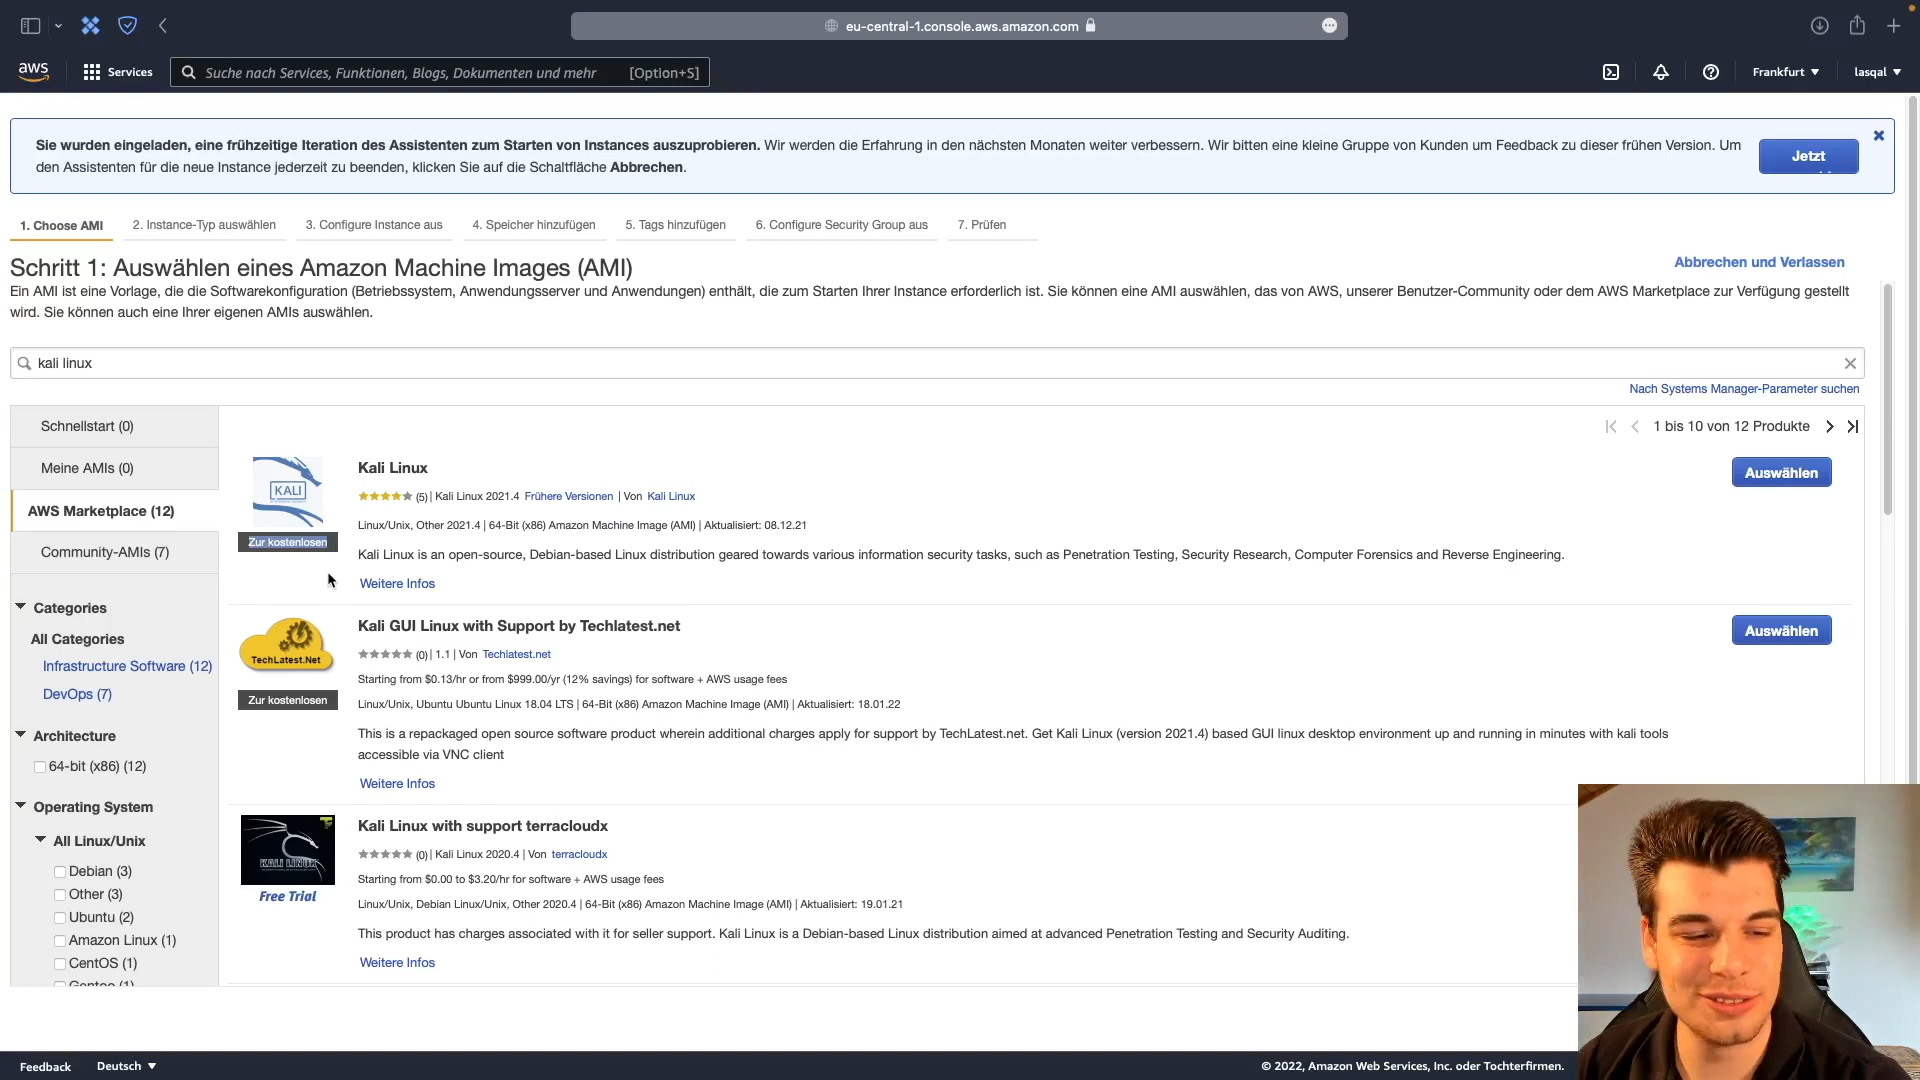 eu-central-1.console.aws.amazon.com
aws
Services
Suche nach Services, Funktionen, Blogs, Dokumenten und mehr
[Option+S]
Frankfurt
lasqal
Sie wurden eingeladen, eine frühzeitige Iteration des Assistenten zum Starten von Instances auszuprobieren. Wir werden die Erfahrung in den nächsten Monaten weiter verbessern. Wir bitten eine kleine Gruppe von Kunden um Feedback zu dieser frühen Version. Um
den Assistenten für die neue Instance jederzeit zu beenden, klicken Sie auf die Schaltfläche Abbrechen.
Jetzt
1. Choose AMI
2. Instance-Typ auswählen
3. Configure Instance aus
4. Speicher hinzufügen
5. Tags hinzufügen
6. Configure Security Group aus
7. Prüfen
Schritt 1: Auswählen eines Amazon Machine Images (AMI)
Abbrechen und Verlassen
Ein AMI ist eine Vorlage, die die Softwarekonfiguration (Betriebssystem, Anwendungsserver und Anwendungen) enthält, die zum Starten Ihrer Instance erforderlich ist. Sie können eine AMI auswählen, das von AWS, unserer Benutzer-Community oder dem AWS Marketplace zur Verfügung gestellt
wird. Sie können auch eine Ihrer eigenen AMIs auswählen.
kali linux
Nach Systems Manager-Parameter suchen
Schnellstart (0)
Meine AMIs (0)
AWS Marketplace (12)
Community-AMIs (7)
Categories
All Categories
Infrastructure Software (12)
DevOps (7)
Architecture
64-bit (x86) (12)
Operating System
All Linux/Unix
Debian (3)
Other (3)
Ubuntu (2)
Amazon Linux (1)
CentOS (1)
Gentoo (1)
1 bis 10 von 12 Produkte
KALI
Zur kostenlosen
Kali Linux
Auswählen
(5) | Kali Linux 2021.4 Frühere Versionen | Von Kali Linux
Linux/Unix, Other 2021.4 | 64-Bit (x86) Amazon Machine Image (AMI) | Aktualisiert: 08.12.21
Kali Linux is an open-source, Debian-based Linux distribution geared towards various information security tasks, such as Penetration Testing, Security Research, Computer Forensics and Reverse Engineering.
Weitere Infos
TechLatest.Net
Zur kostenlosen
Kali GUI Linux with Support by Techlatest.net
Auswählen
(0) | 1.1 | Von Techlatest.net
Starting from $0.13/hr or from $999.00/yr (12% savings) for software + AWS usage fees
Linux/Unix, Ubuntu Ubuntu Linux 18.04 LTS | 64-Bit (x86) Amazon Machine Image (AMI) | Aktualisiert: 18.01.22
This is a repackaged open source software product wherein additional charges apply for support by TechLatest.net. Get Kali Linux (version 2021.4) based GUI linux desktop environment up and running in minutes with kali tools
accessible via VNC client
Weitere Infos
KALI LINUX
Free Trial
Kali Linux with support terracloudx
(0) | Kali Linux 2020.4 | Von terracloudx
Starting from $0.00 to $3.20/hr for software + AWS usage fees
Linux/Unix, Debian Linux/Unix, Other 2020.4 | 64-Bit (x86) Amazon Machine Image (AMI) | Aktualisiert: 19.01.21
This product has charges associated with it for seller support. Kali Linux is a Debian-based Linux distribution aimed at advanced Penetration Testing and Security Auditing.
Weitere Infos
Feedback
Deutsch
© 2022, Amazon Web Services, Inc. oder Tochterfirmen.